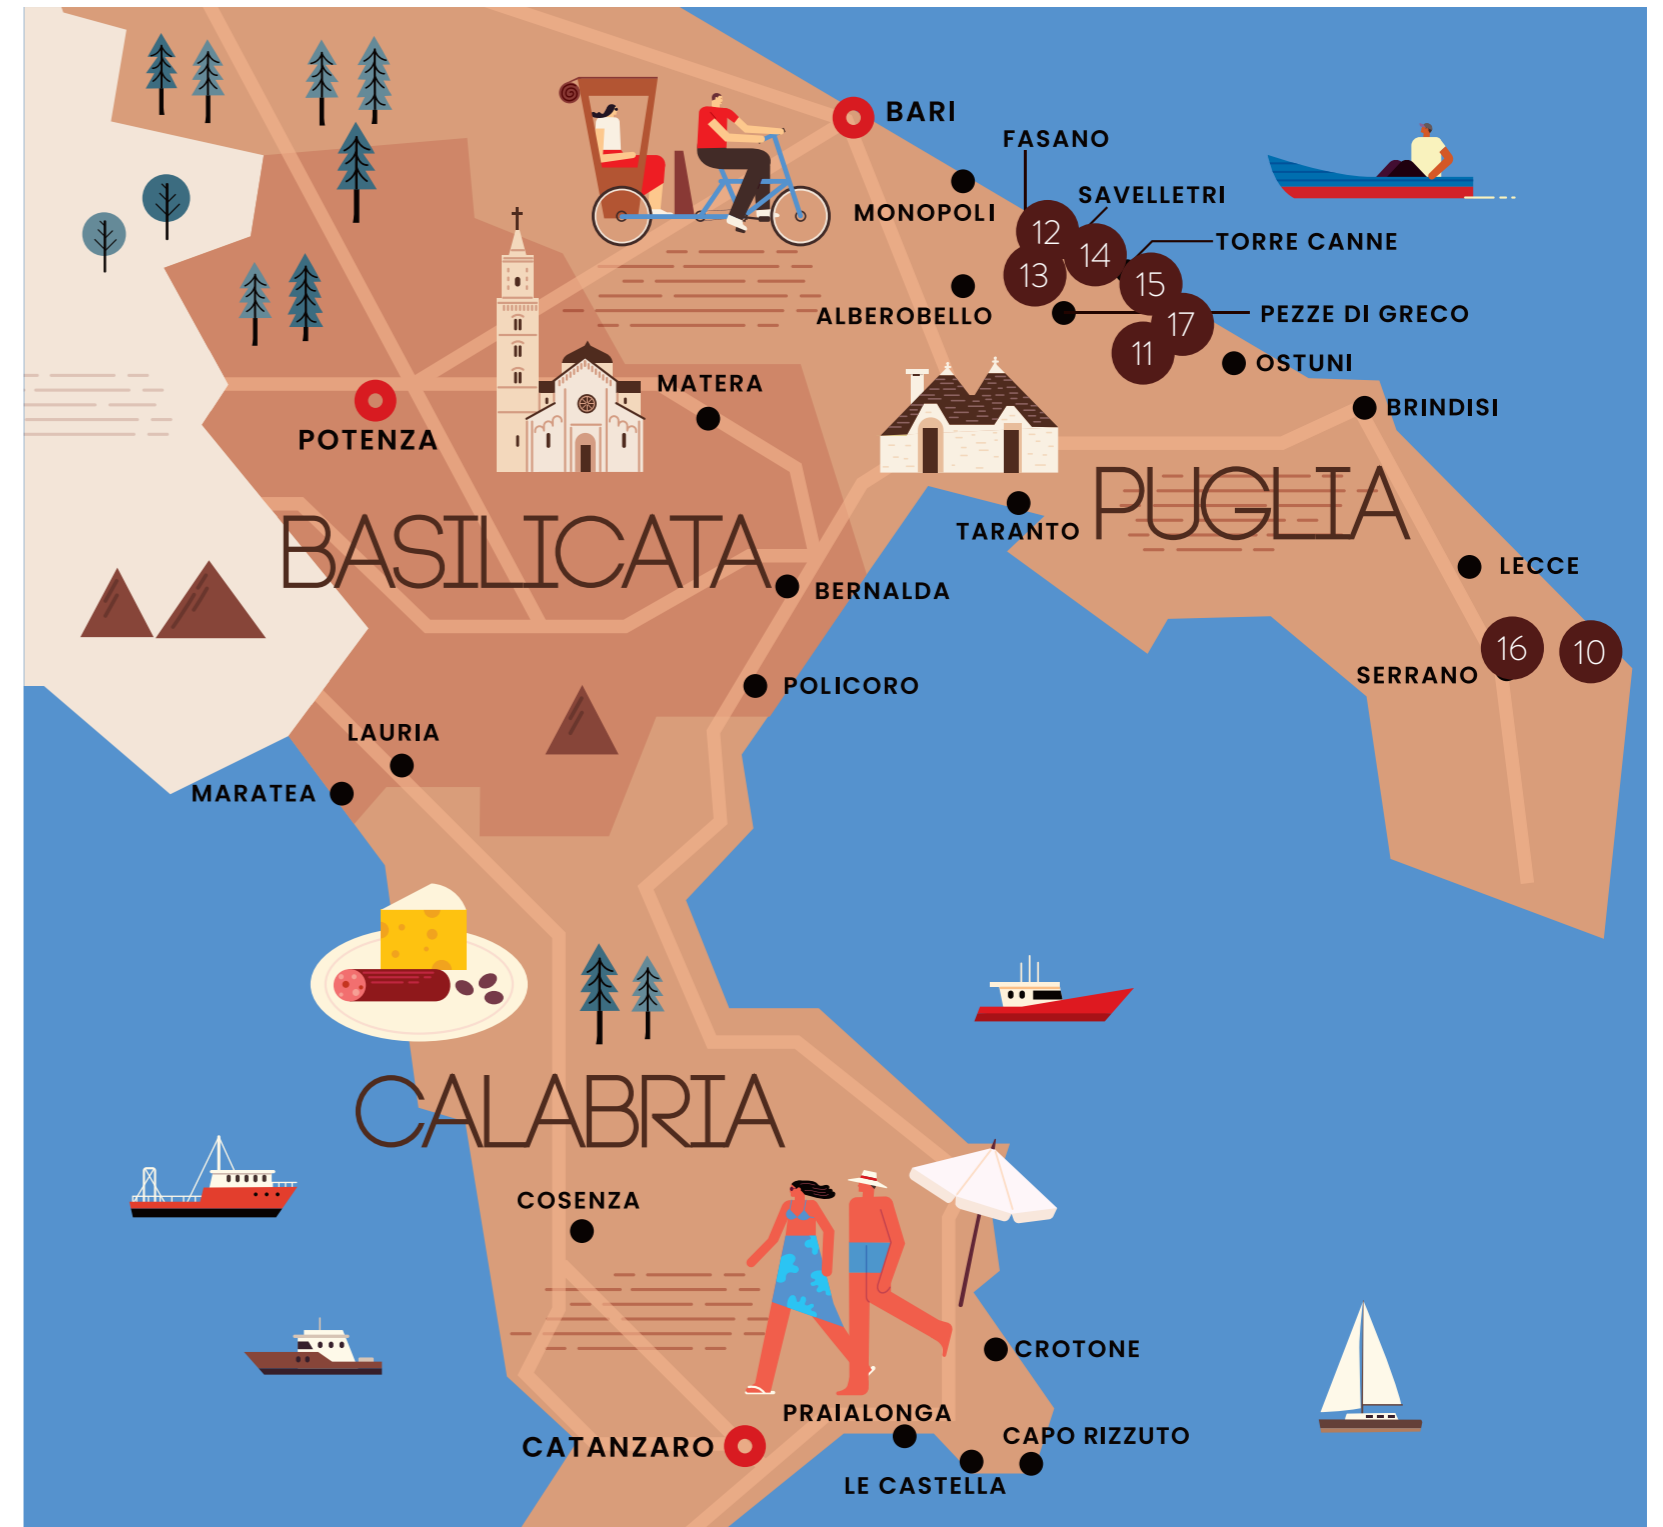 BARI
FASANO
MONOPOLI
SAVELLETRI
12
14
TORRE CANNE
13
15
ALBEROBELLO
PEZZE DI GRECO
17
11
OSTUNI
MATERA
BRINDISI
POTENZA
PUGLIA
TARANTO
BASILICATA
LECCE
BERNALDA
16
10
SERRANO
POLICORO
LAURIA
MARATEA
CALABRIA
COSENZA
CROTONE
PRAIALONGA
CAPO RIZZUTO
CATANZARO
LE CASTELLA